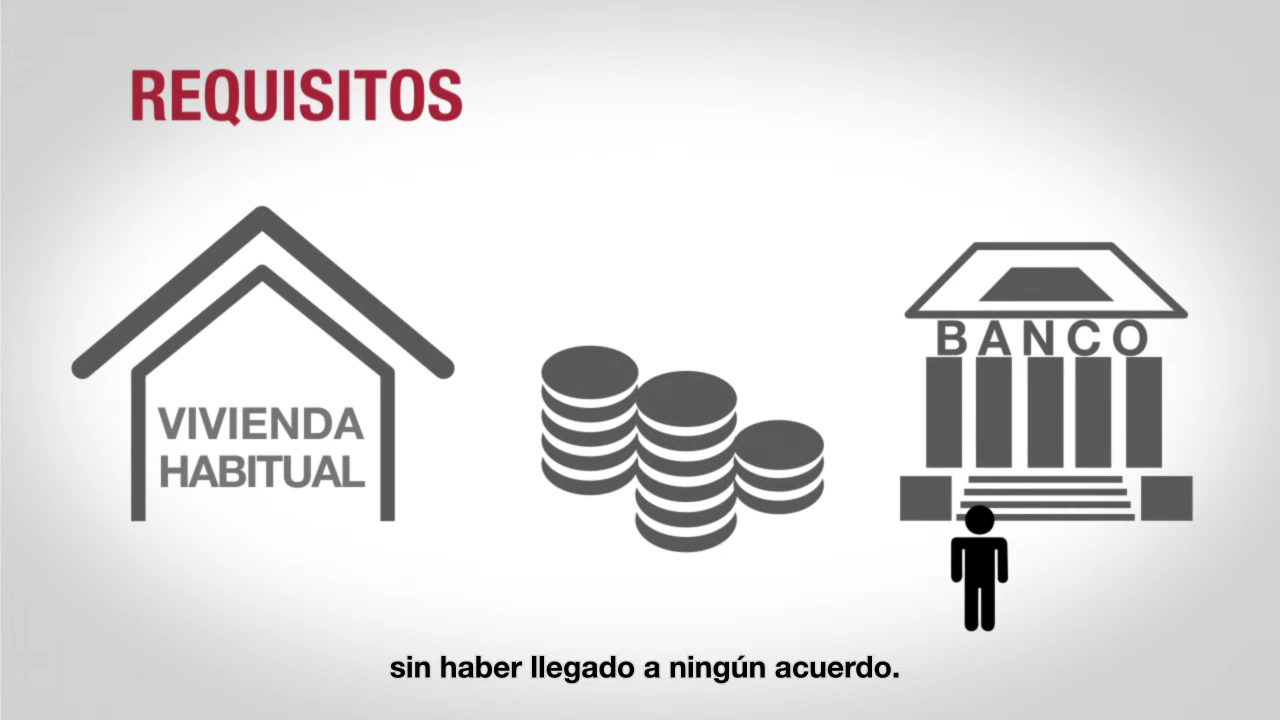 REQUISITOS
VIVIENDA
HABITUAL
BANCO
sin haber llegado a ningún acuerdo.